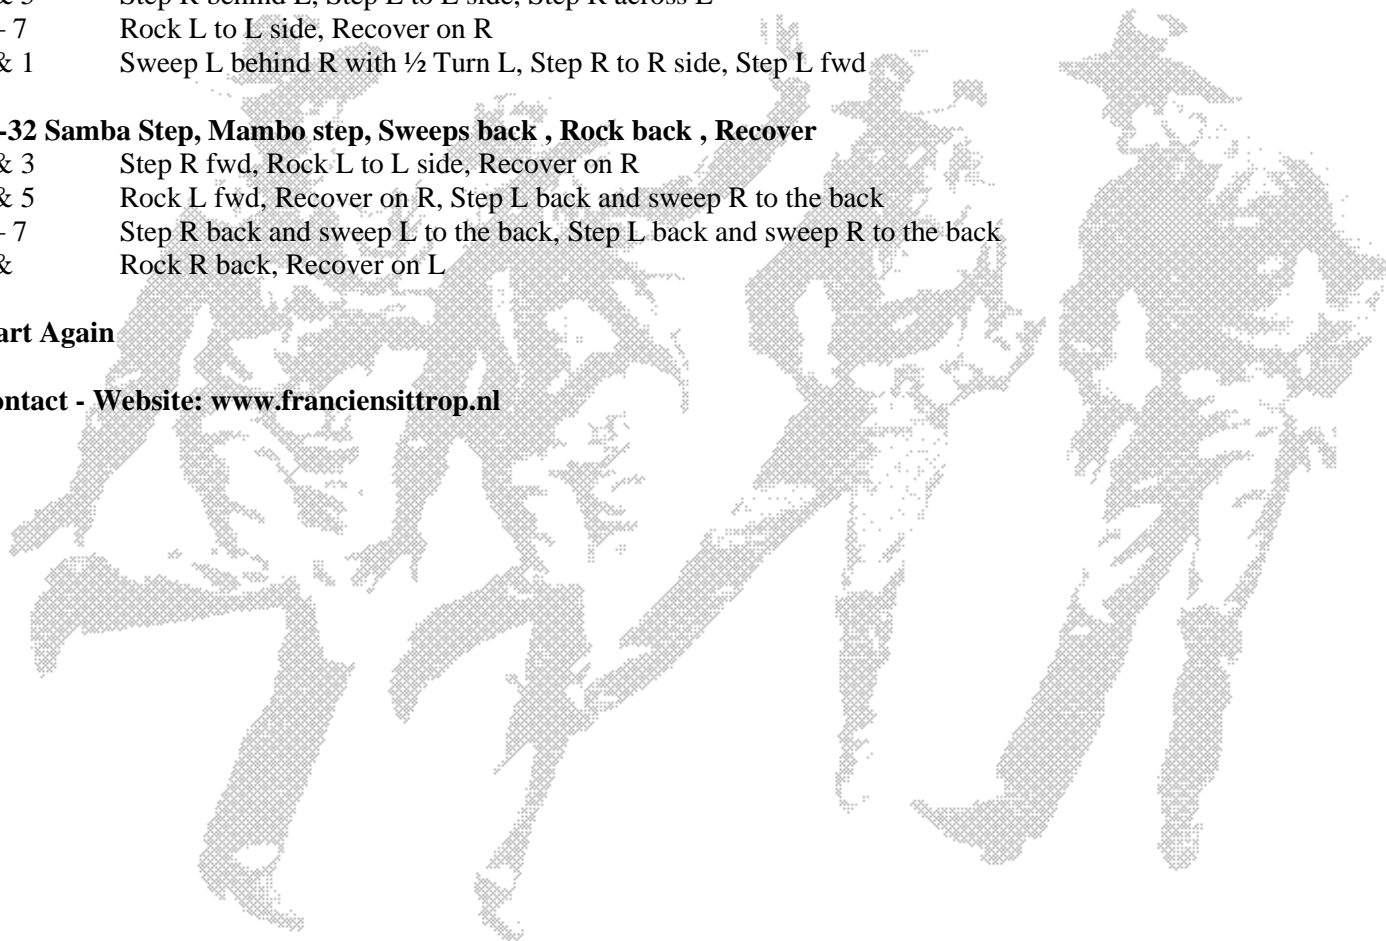 & 3 Step R behind L, Step L to L side, Step R across L
– 7 Rock L to L side, Recover on R
& 1 Sweep L behind R with ½ Turn L, Step R to R side, Step L fwd
-32 Samba Step, Mambo step, Sweeps back , Rock back , Recover
& 3 Step R fwd, Rock L to L side, Recover on R
& 5 Rock L fwd, Recover on R, Step L back and sweep R to the back
– 7 Step R back and sweep L to the back, Step L back and sweep R to the back
& Rock R back, Recover on L
art Again
ontact - Website: www.franciensittrop.nl